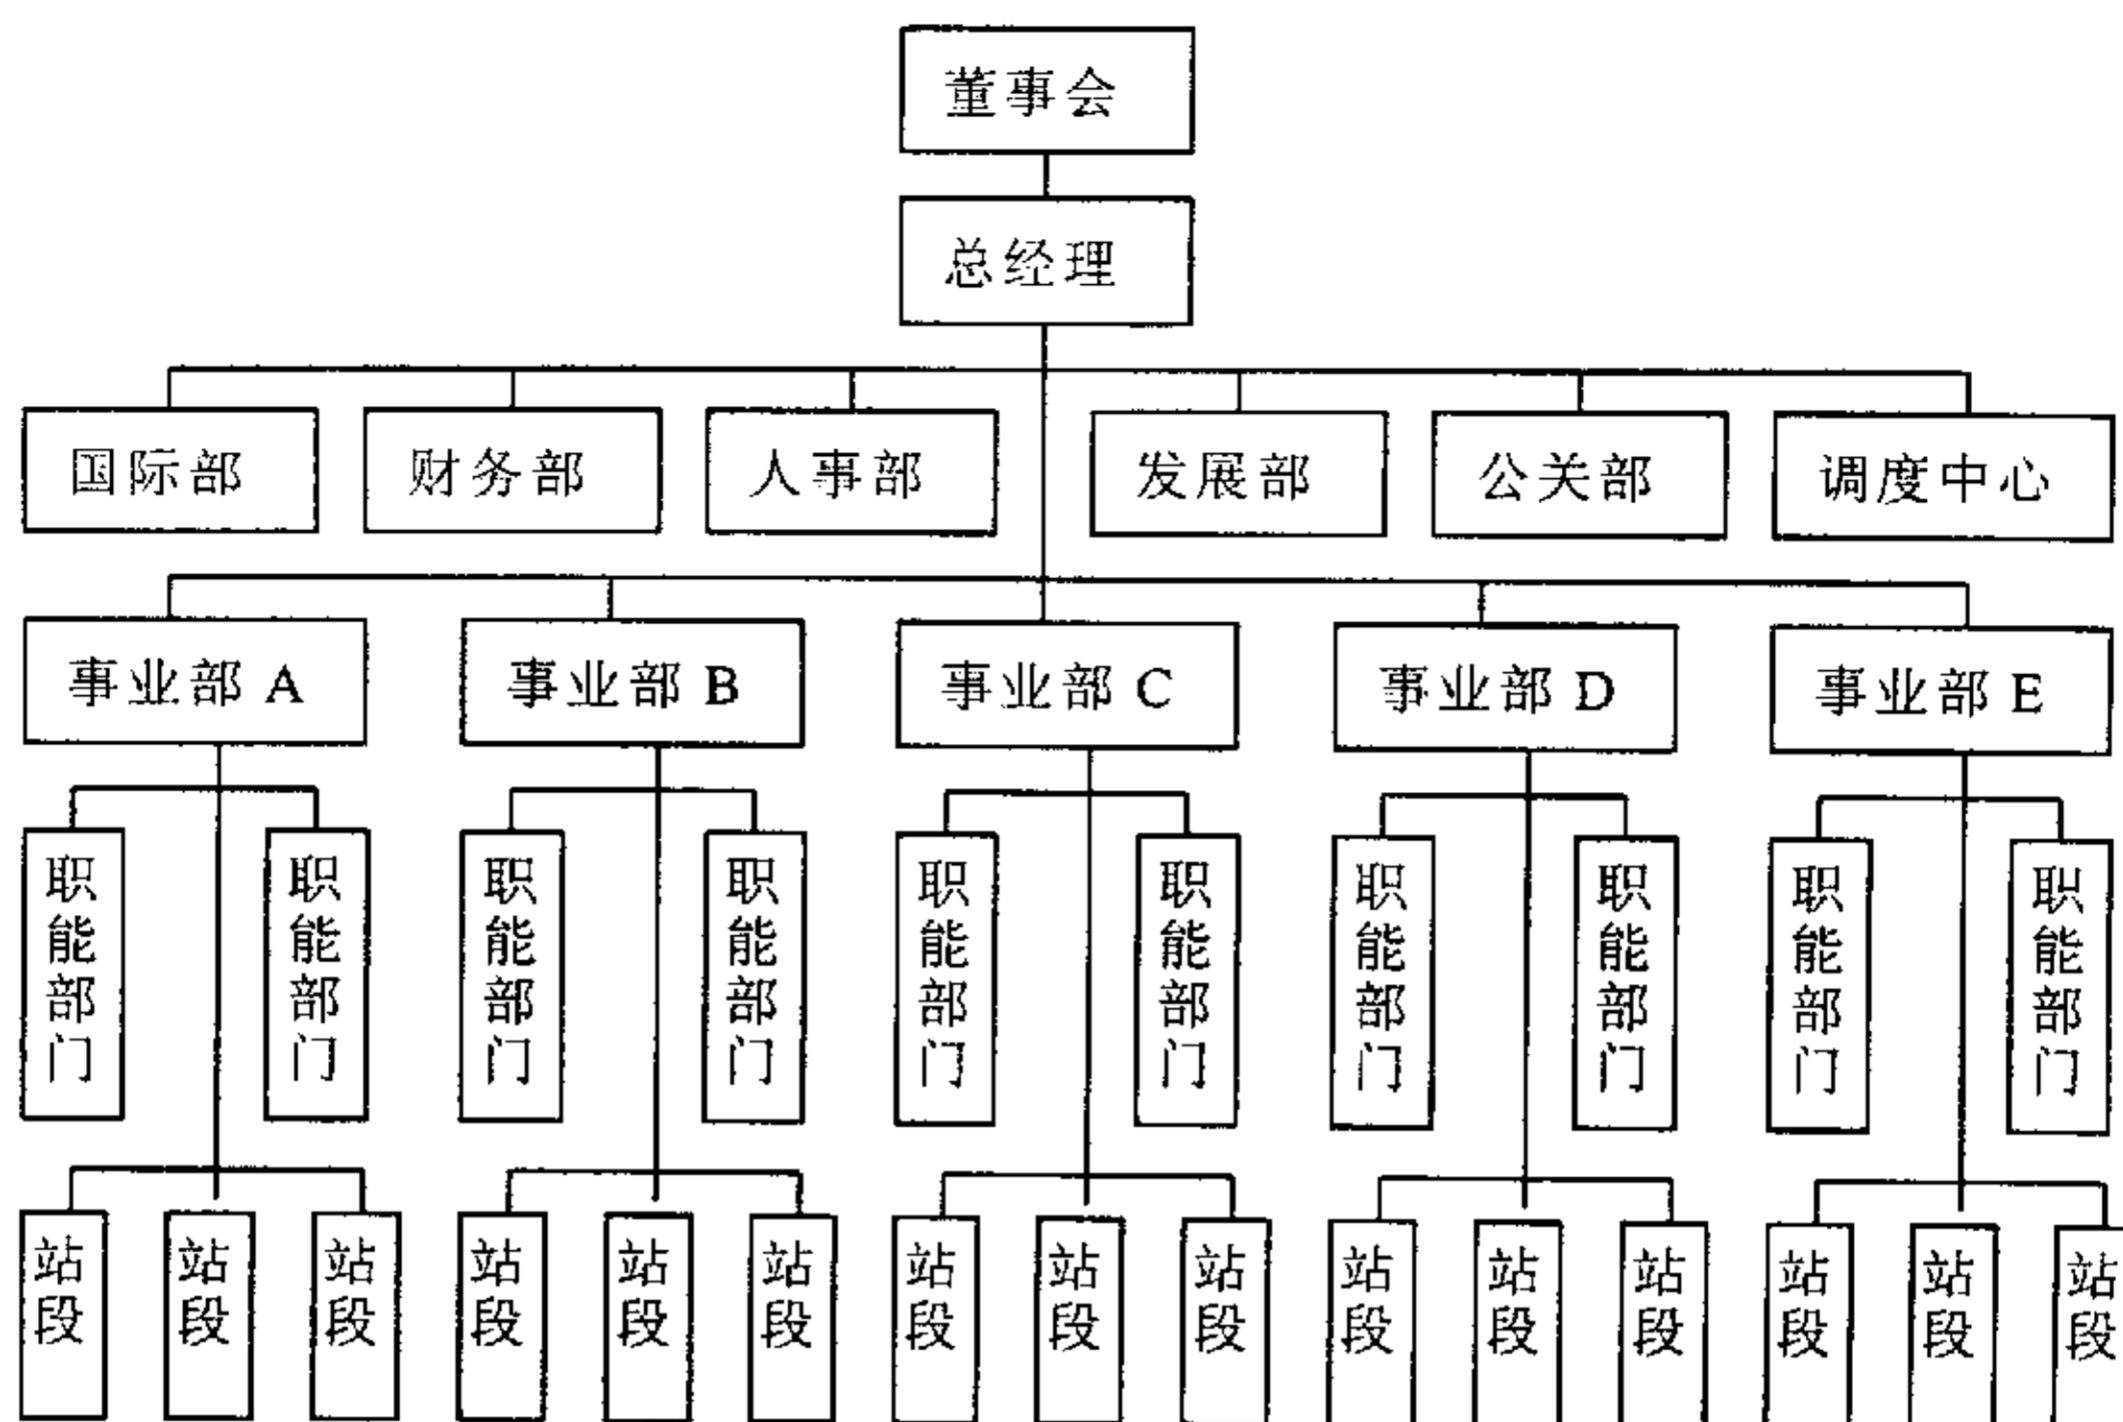 董事会
总经理
国际部 财务部 人事部 发展部 公关部 调度中心
事业部 A 事业部 B 事业部 C 事业部 D 事业部 E
职能部门 职能部门 职能部门 职能部门 职能部门 职能部门 职能部门 职能部门 职能部门 职能部门
站段 站段 站段 站段 站段 站段 站段 站段 站段 站段 站段 站段 站段 站段 站段